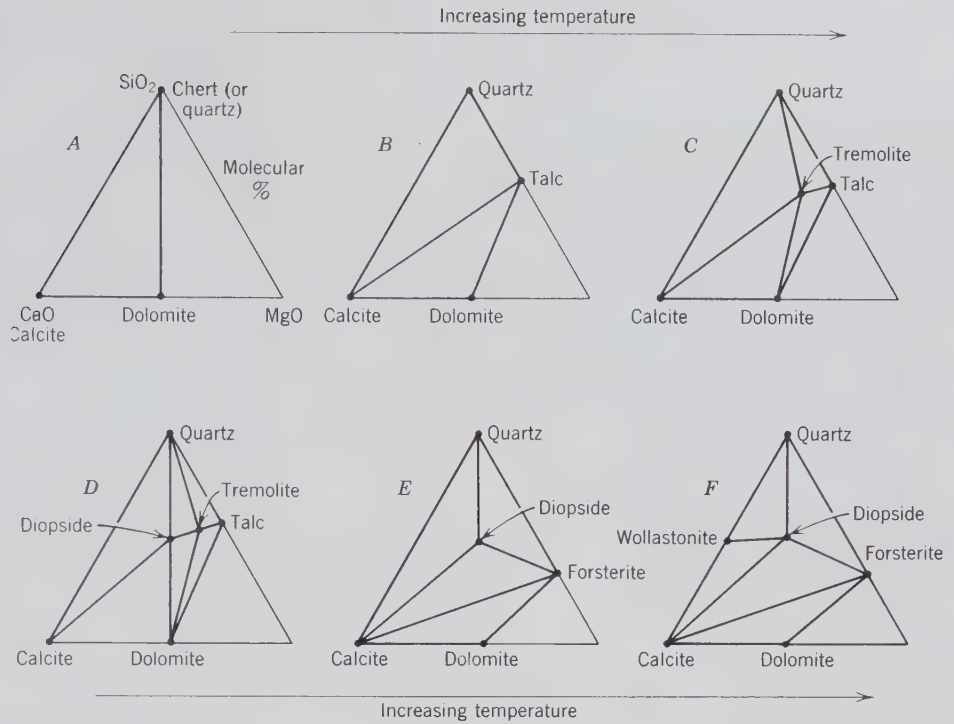 Increasing temperature
SiO₂
Chert (or
quartz)
A
Molecular
%
CaO
Calcite
Dolomite
MgO
B
Quartz
Talc
Calcite
Dolomite
C
Quartz
Tremolite
Talc
Calcite
Dolomite
D
Quartz
Tremolite
Diopside
Talc
Calcite
Dolomite
E
Quartz
Diopside
Forsterite
Calcite
Dolomite
F
Quartz
Diopside
Wollastonite
Forsterite
Calcite
Dolomite
Increasing temperature